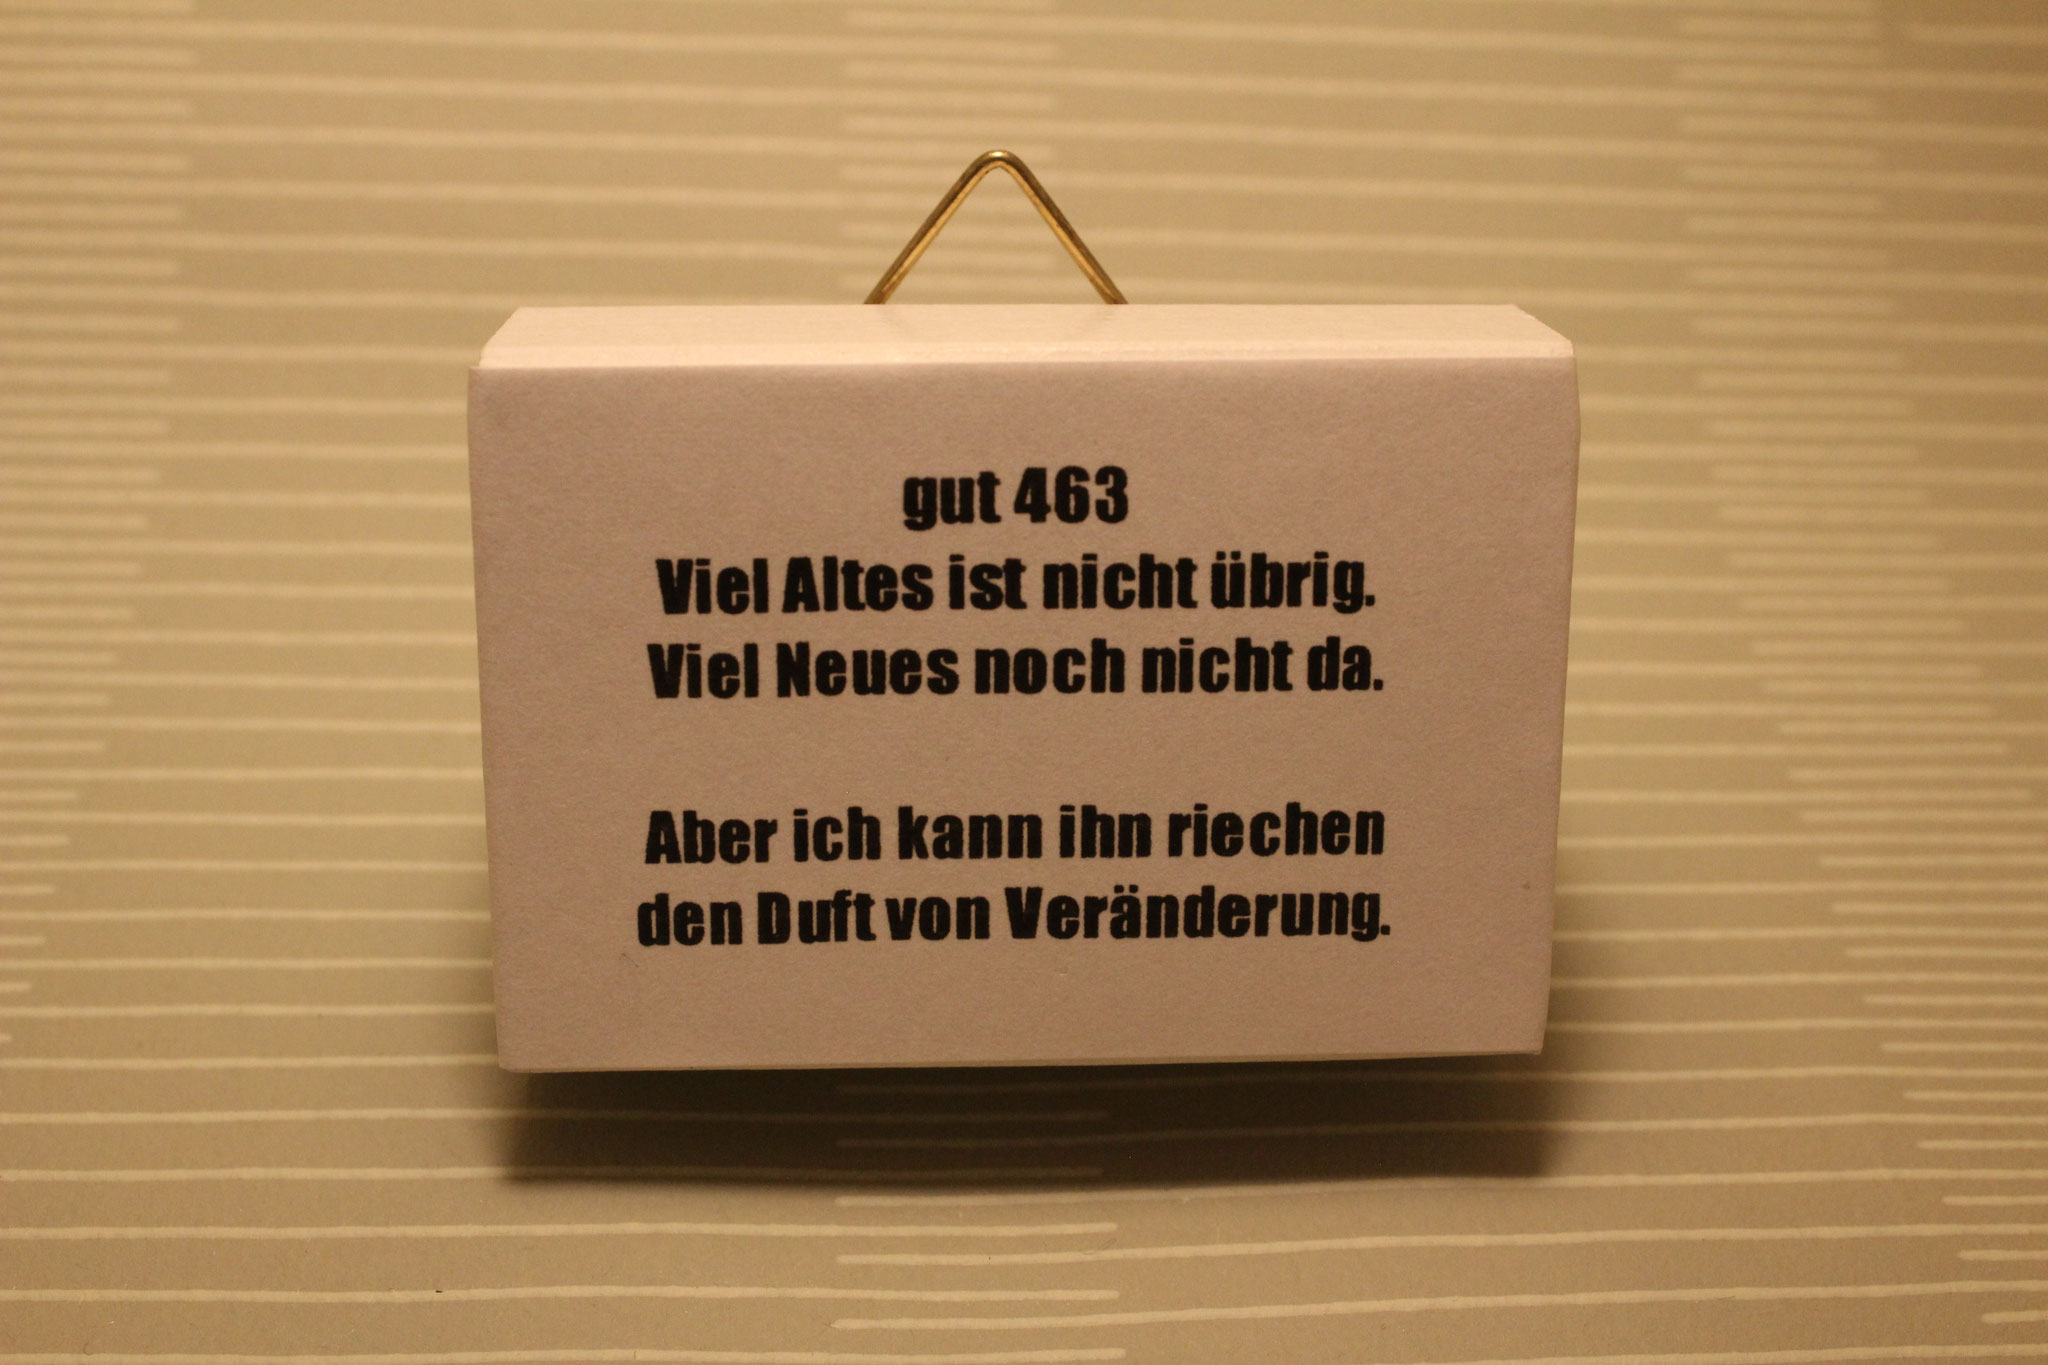 gut 463
Viel Altes ist nicht übrig.
Viel Neues noch nicht da.
Aber ich kann ihn riechen
den Duft von Veränderung.